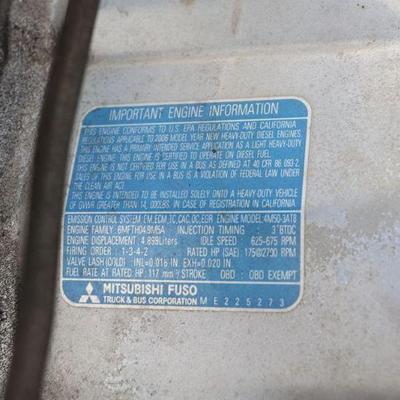 IMPORTANT ENGINE INFORMATION
THIS ENGINE CONFORMS TO U.S. EPA REGULATIONS AND CALIFORNIA
REGULATIONS APPLICABLE TO 2006 MODEL YEAR NEW HEAVY-DUTY DIESEL ENGINES.
THIS ENGINE HAS A PRIMARY INTENDED SERVICE APPLICATION AS A LIGHT HEAVY-DUTY
DIESEL ENGINE. THIS ENGINE IS CERTIFIED TO OPERATE ON DIESEL FUEL.
THIS ENGINE IS NOT CERTIFIED FOR USE IN A BUS AS DEFINED AT 40 CFR 86.093-2.
SALES OF THIS ENGINE FOR USE IN A BUS IS A VIOLATION OF FEDERAL LAW UNDER
THE CLEAN AIR ACT.
THIS ENGINE IS INTENDED TO BE INSTALLED SOLELY INTO A HEAVY-DUTY VEHICLE
OF GVWR GREATER THAN 14,000LBS. IN CASE OF REGISTERED IN THE STATE OF
CALIFORNIA.
EMISSION CONTROL SYSTEM: EM, ECM, TC, CAC, OC, EGR ENGINE MODEL: 4M50-3AT8
ENGINE FAMILY: 6MFTH04.9M5A INJECTION TIMING 3°BTDC
ENGINE DISPLACEMENT: 4.899Liters IDLE SPEED 625-675 RPM
FIRING ORDER: 1-3-4-2 RATED HP (SAE) 175@2700 RPM
VALVE LASH (COLD) INL=0.016 IN EXH=0.020 IN
FUEL RATE AT RATED HP: 117 mm³/STROKE OBD: OBD EXEMPT
MITSUBISHI FUSO
TRUCK & BUS CORPORATION ME225273